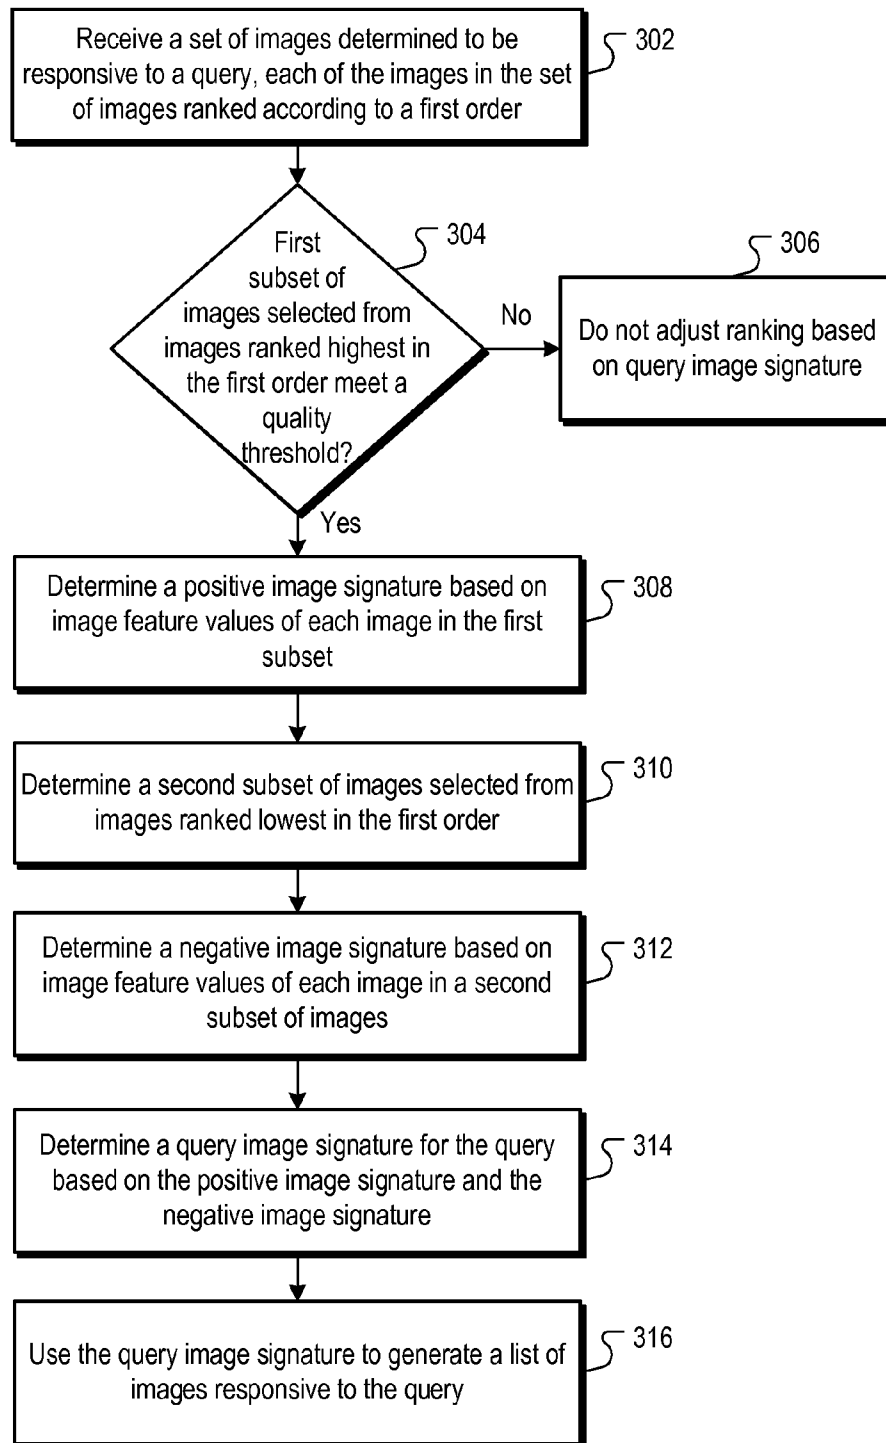 Receive a set of images determined to be
responsive to a query, each of the images in the set
of images ranked according to a first order
302
First
subset of
images selected from
images ranked highest in
the first order meet a
quality
threshold?
304
No
306
Do not adjust ranking based
on query image signature
Yes
Determine a positive image signature based on
image feature values of each image in the first
subset
308
Determine a second subset of images selected from
images ranked lowest in the first order
310
Determine a negative image signature based on
image feature values of each image in a second
subset of images
312
Determine a query image signature for the query
based on the positive image signature and the
negative image signature
314
Use the query image signature to generate a list of
images responsive to the query
316